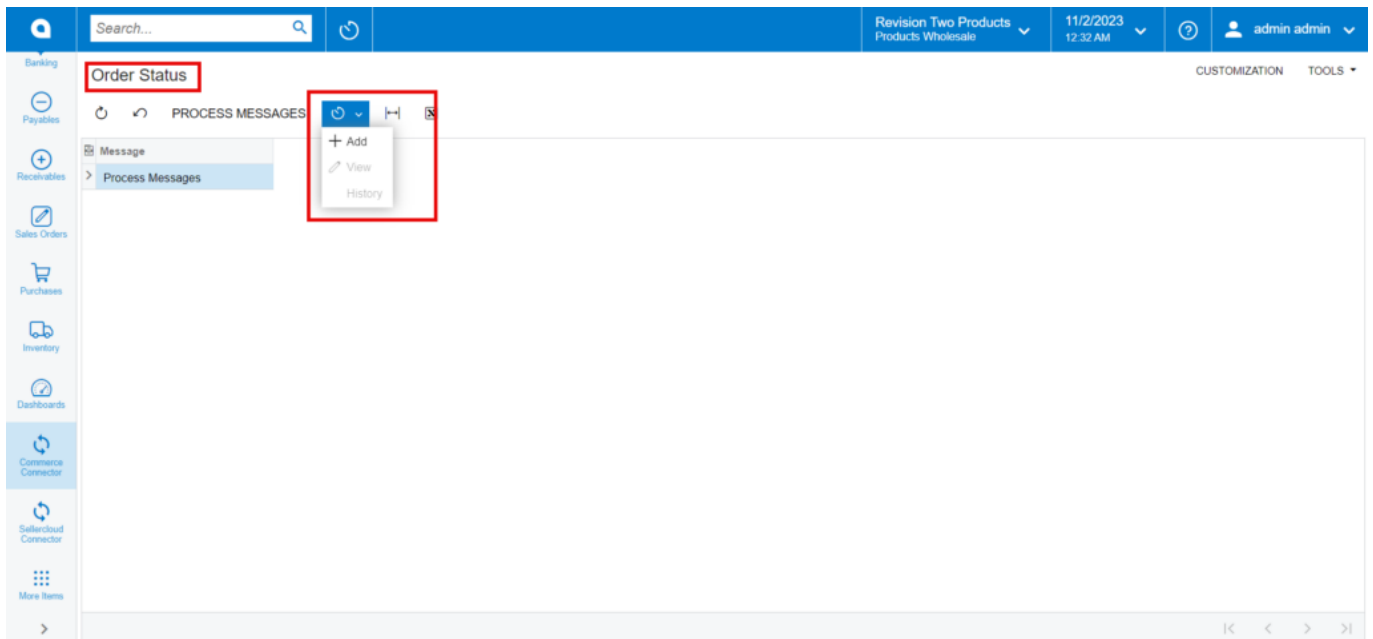 Search...
Revision Two Products
Products Wholesale
11/2/2023
12:32 AM
admin admin
Banking
Payables
Receivables
Sales Orders
Purchases
Inventory
Dashboards
Commerce
Connector
Sellercloud
Connector
More Items
Order Status
CUSTOMIZATION
TOOLS
PROCESS MESSAGES
Add
View
History
Message
Process Messages